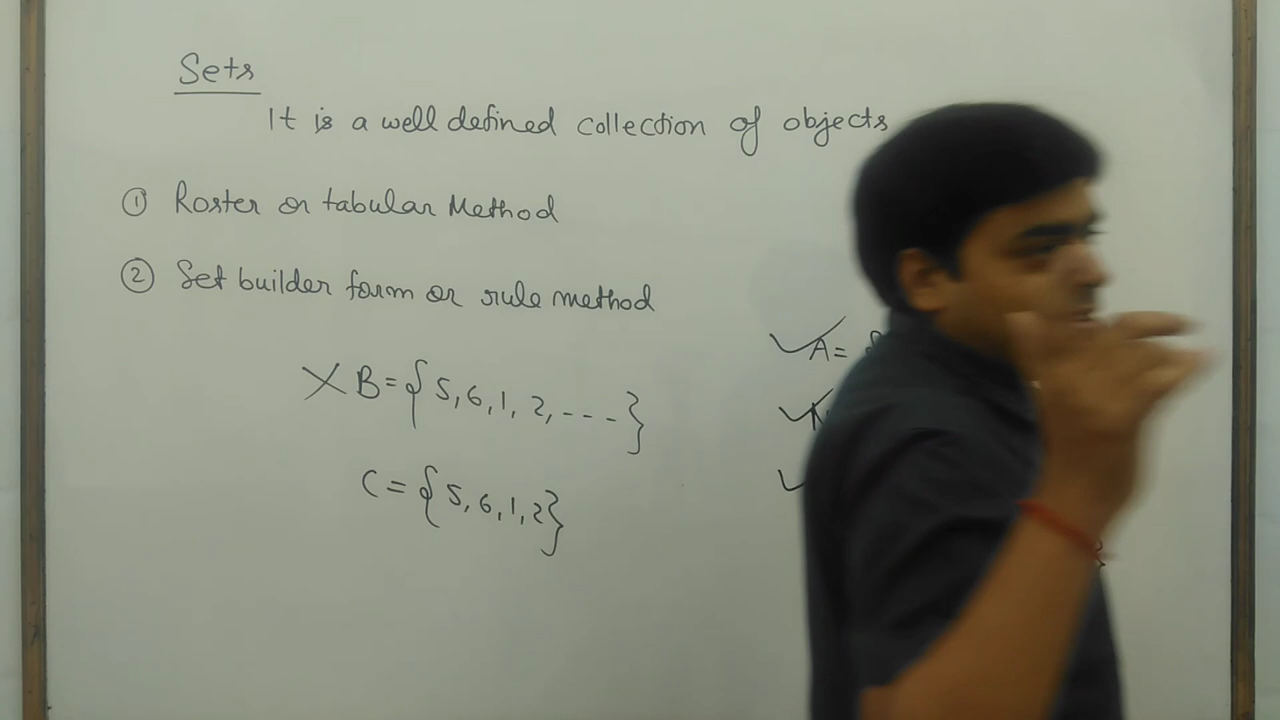 Sets
It is a well defined collection of objects
① Roster or tabular Method
② Set builder form or rule method
A=
X B={5,6,1,2,---}
C={5,6,1,2}